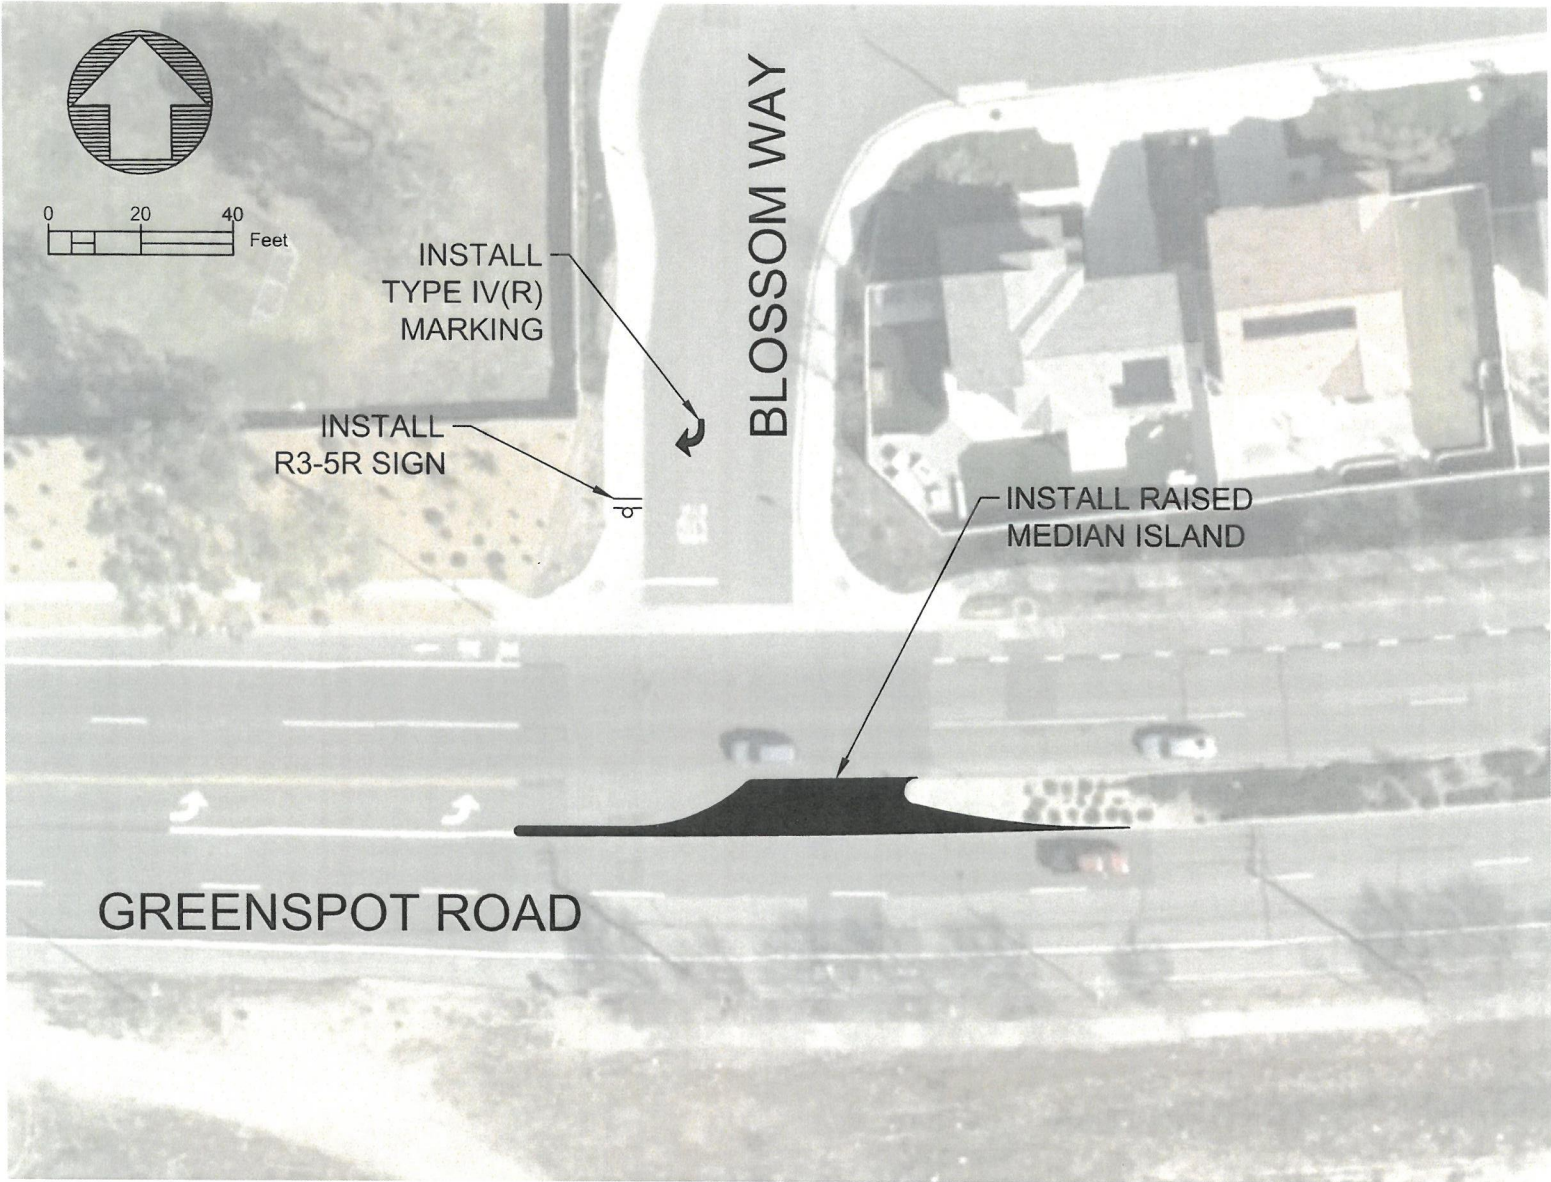 0 20 40
Feet
INSTALL
TYPE IV(R)
MARKING
BLOSSOM WAY
INSTALL
R3-5R SIGN
INSTALL RAISED
MEDIAN ISLAND
GREENSPOT ROAD